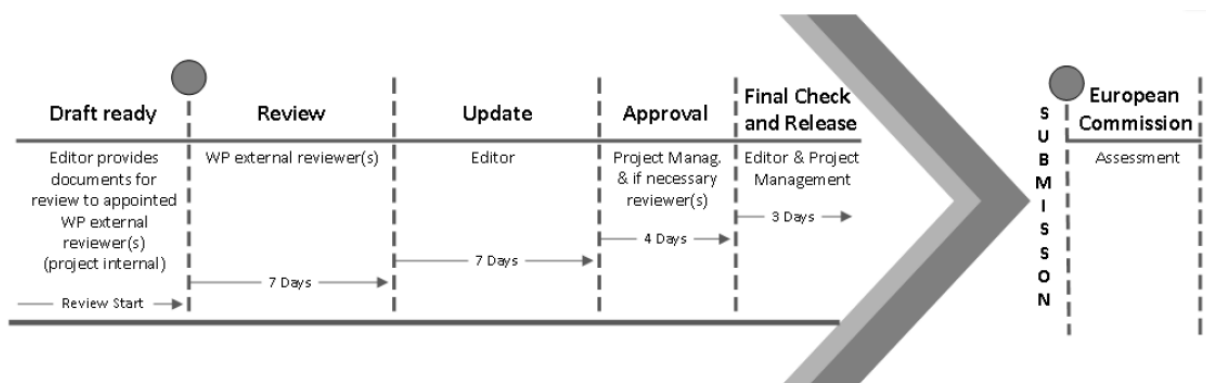 Draft ready
Editor provides
documents for
review to appointed
WP external
reviewer(s)
(project internal)
Review Start
Review
WP external reviewer(s)
7 Days
Update
Editor
7 Days
Approval
Project Manag.
& if necessary
reviewer(s)
4 Days
Final Check
and Release
Editor & Project
Management
3 Days
SUBMISSON
European
Commission
Assessment